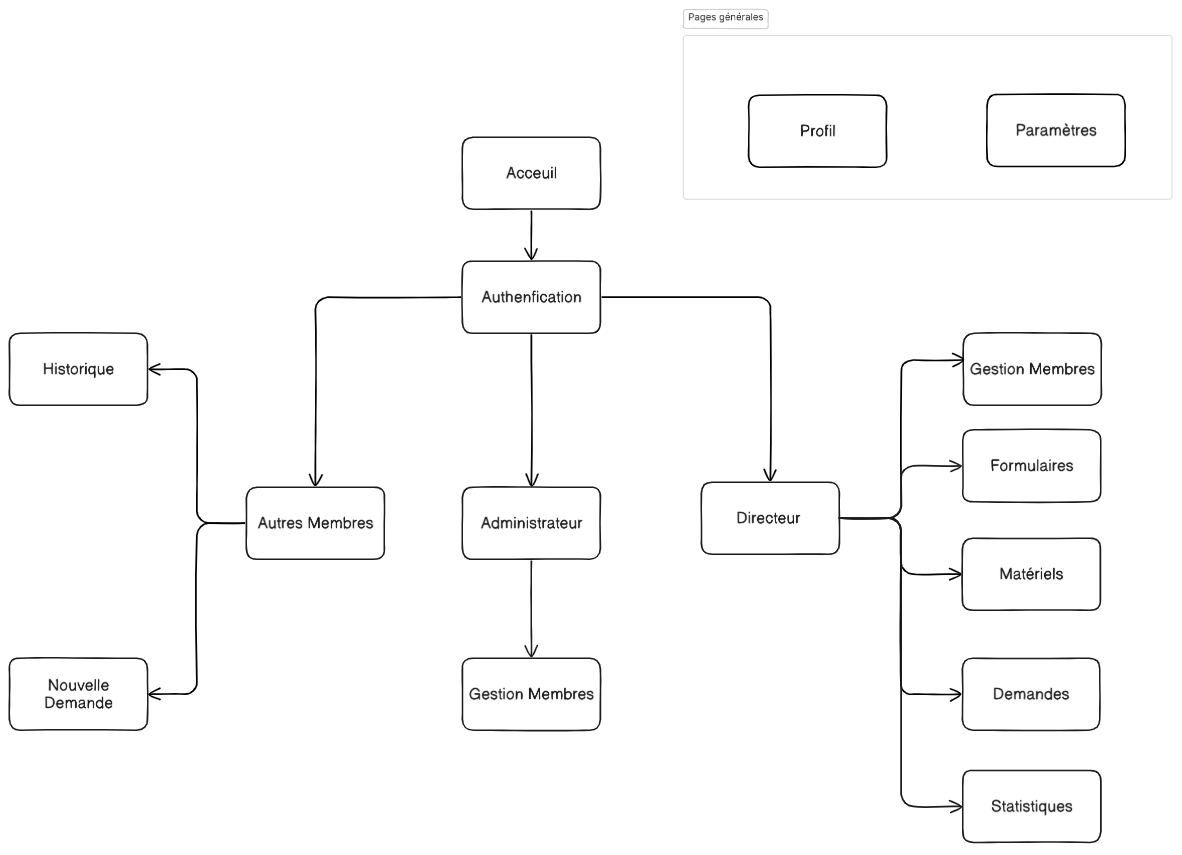 Pages générales
Profil
Paramètres
Acceuil
Authenfication
Historique
Gestion Membres
Formulaires
Autres Membres
Administrateur
Directeur
Matériels
Nouvelle
Demande
Gestion Membres
Demandes
Statistiques